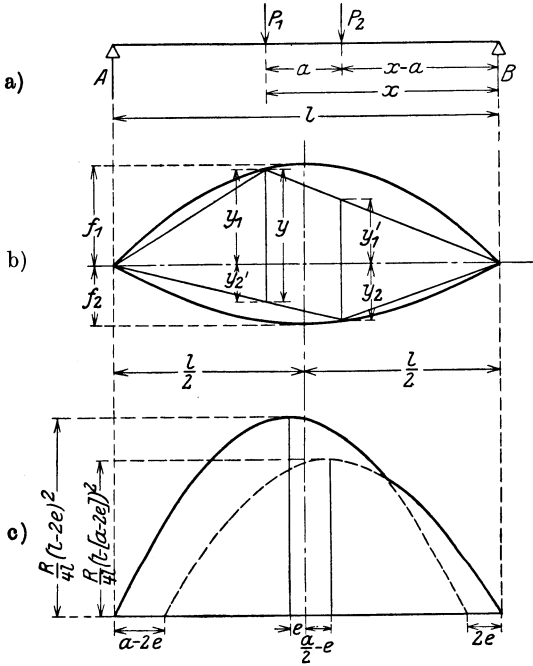 P₁ P₂
a x-a
A x B
a)
l
f₁ y₁ y y₁'
b)
f₂ y₂' y₂
l/2 l/2
R/4l (l-2e)² R/4l (l-[a-2e])²
c)
a-2e e a/2-e 2e